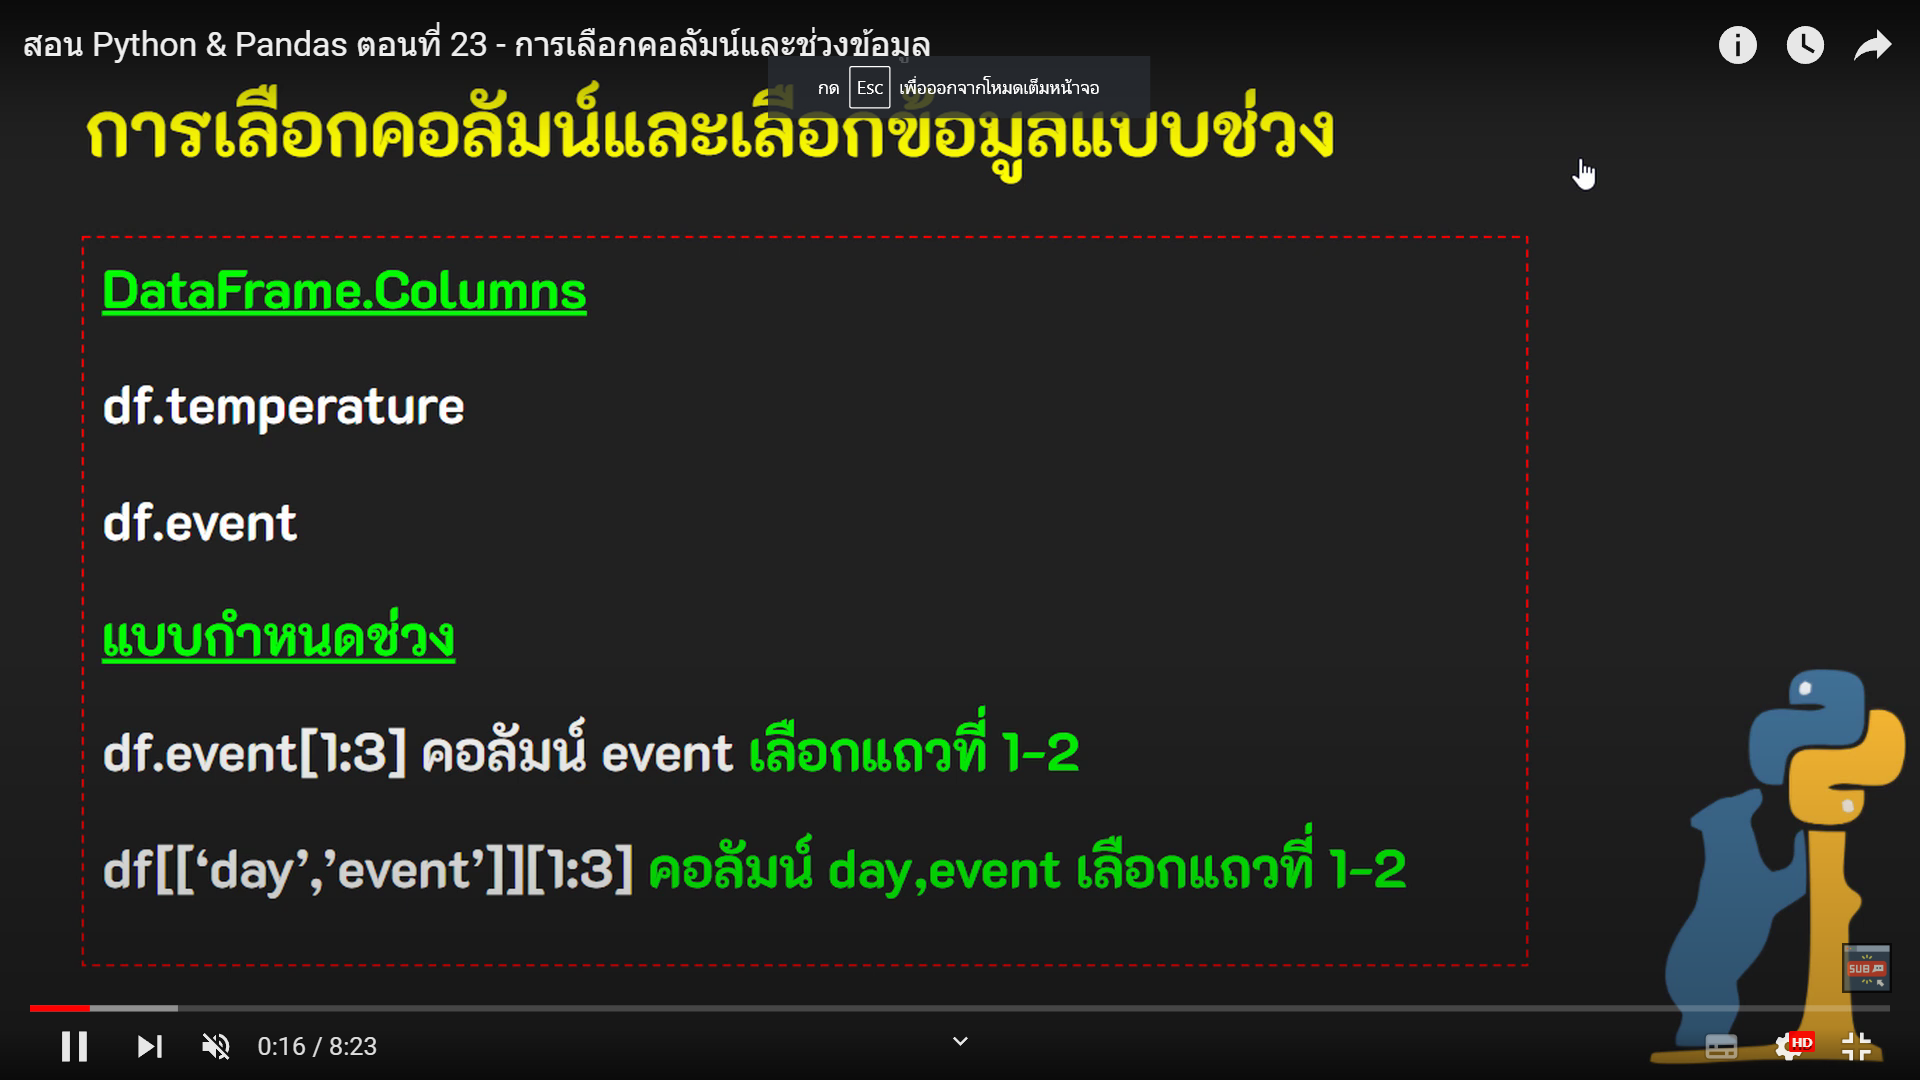 สอน Python & Pandas ตอนที่ 23 - การเลือกคอลัมน์และช่วงข้อมูล
กด Esc เพื่อออกจากโหมดเต็มหน้าจอ
การเลือกคอลัมน์และเลือกข้อมูลแบบช่วง
DataFrame.Columns
df.temperature
df.event
แบบกำหนดช่วง
df.event[1:3] คอลัมน์ event เลือกแถวที่ 1-2
df[[‘day’,’event’]][1:3] คอลัมน์ day,event เลือกแถวที่ 1-2
SUB
0:16 / 8:23
HD